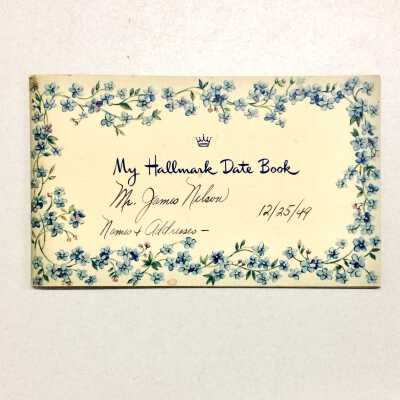 My Hallmark Date Book
Mr. James Nelson
12/25/49
Names + Addresses –